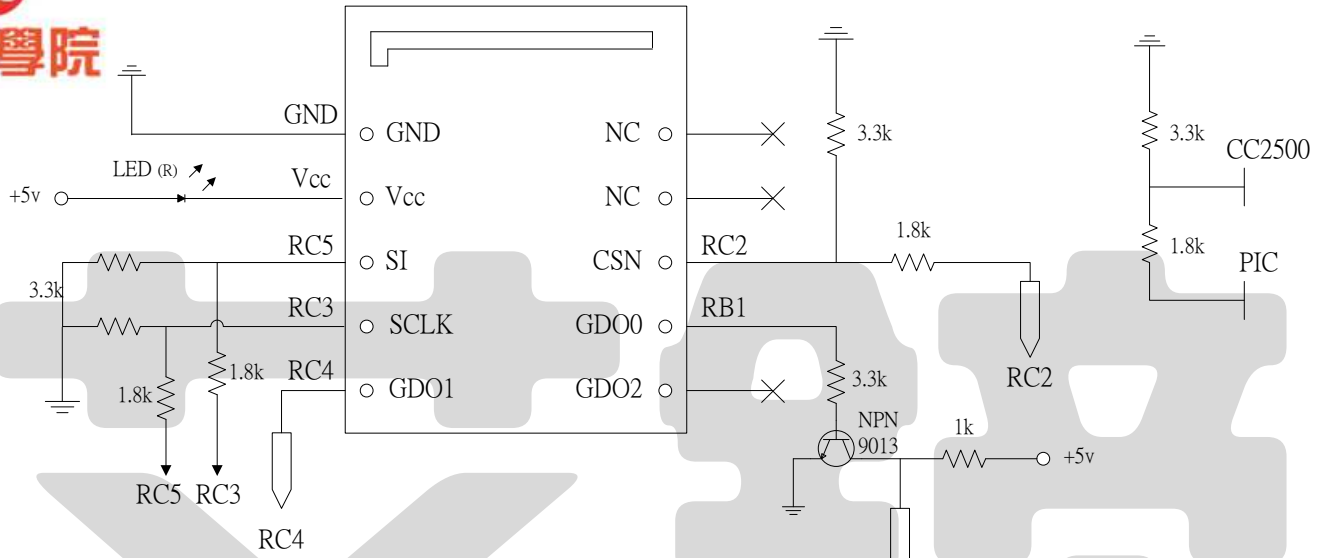 學院
GND
GND
NC
3.3k
3.3k
CC2500
LED (R)
+5v
Vcc
Vcc
NC
RC5
SI
CSN
RC2
1.8k
1.8k
PIC
3.3k
RC3
SCLK
GDO0
RB1
1.8k
1.8k
RC4
GDO1
GDO2
3.3k
RC2
NPN
9013
1k
+5v
RC5
RC3
RC4